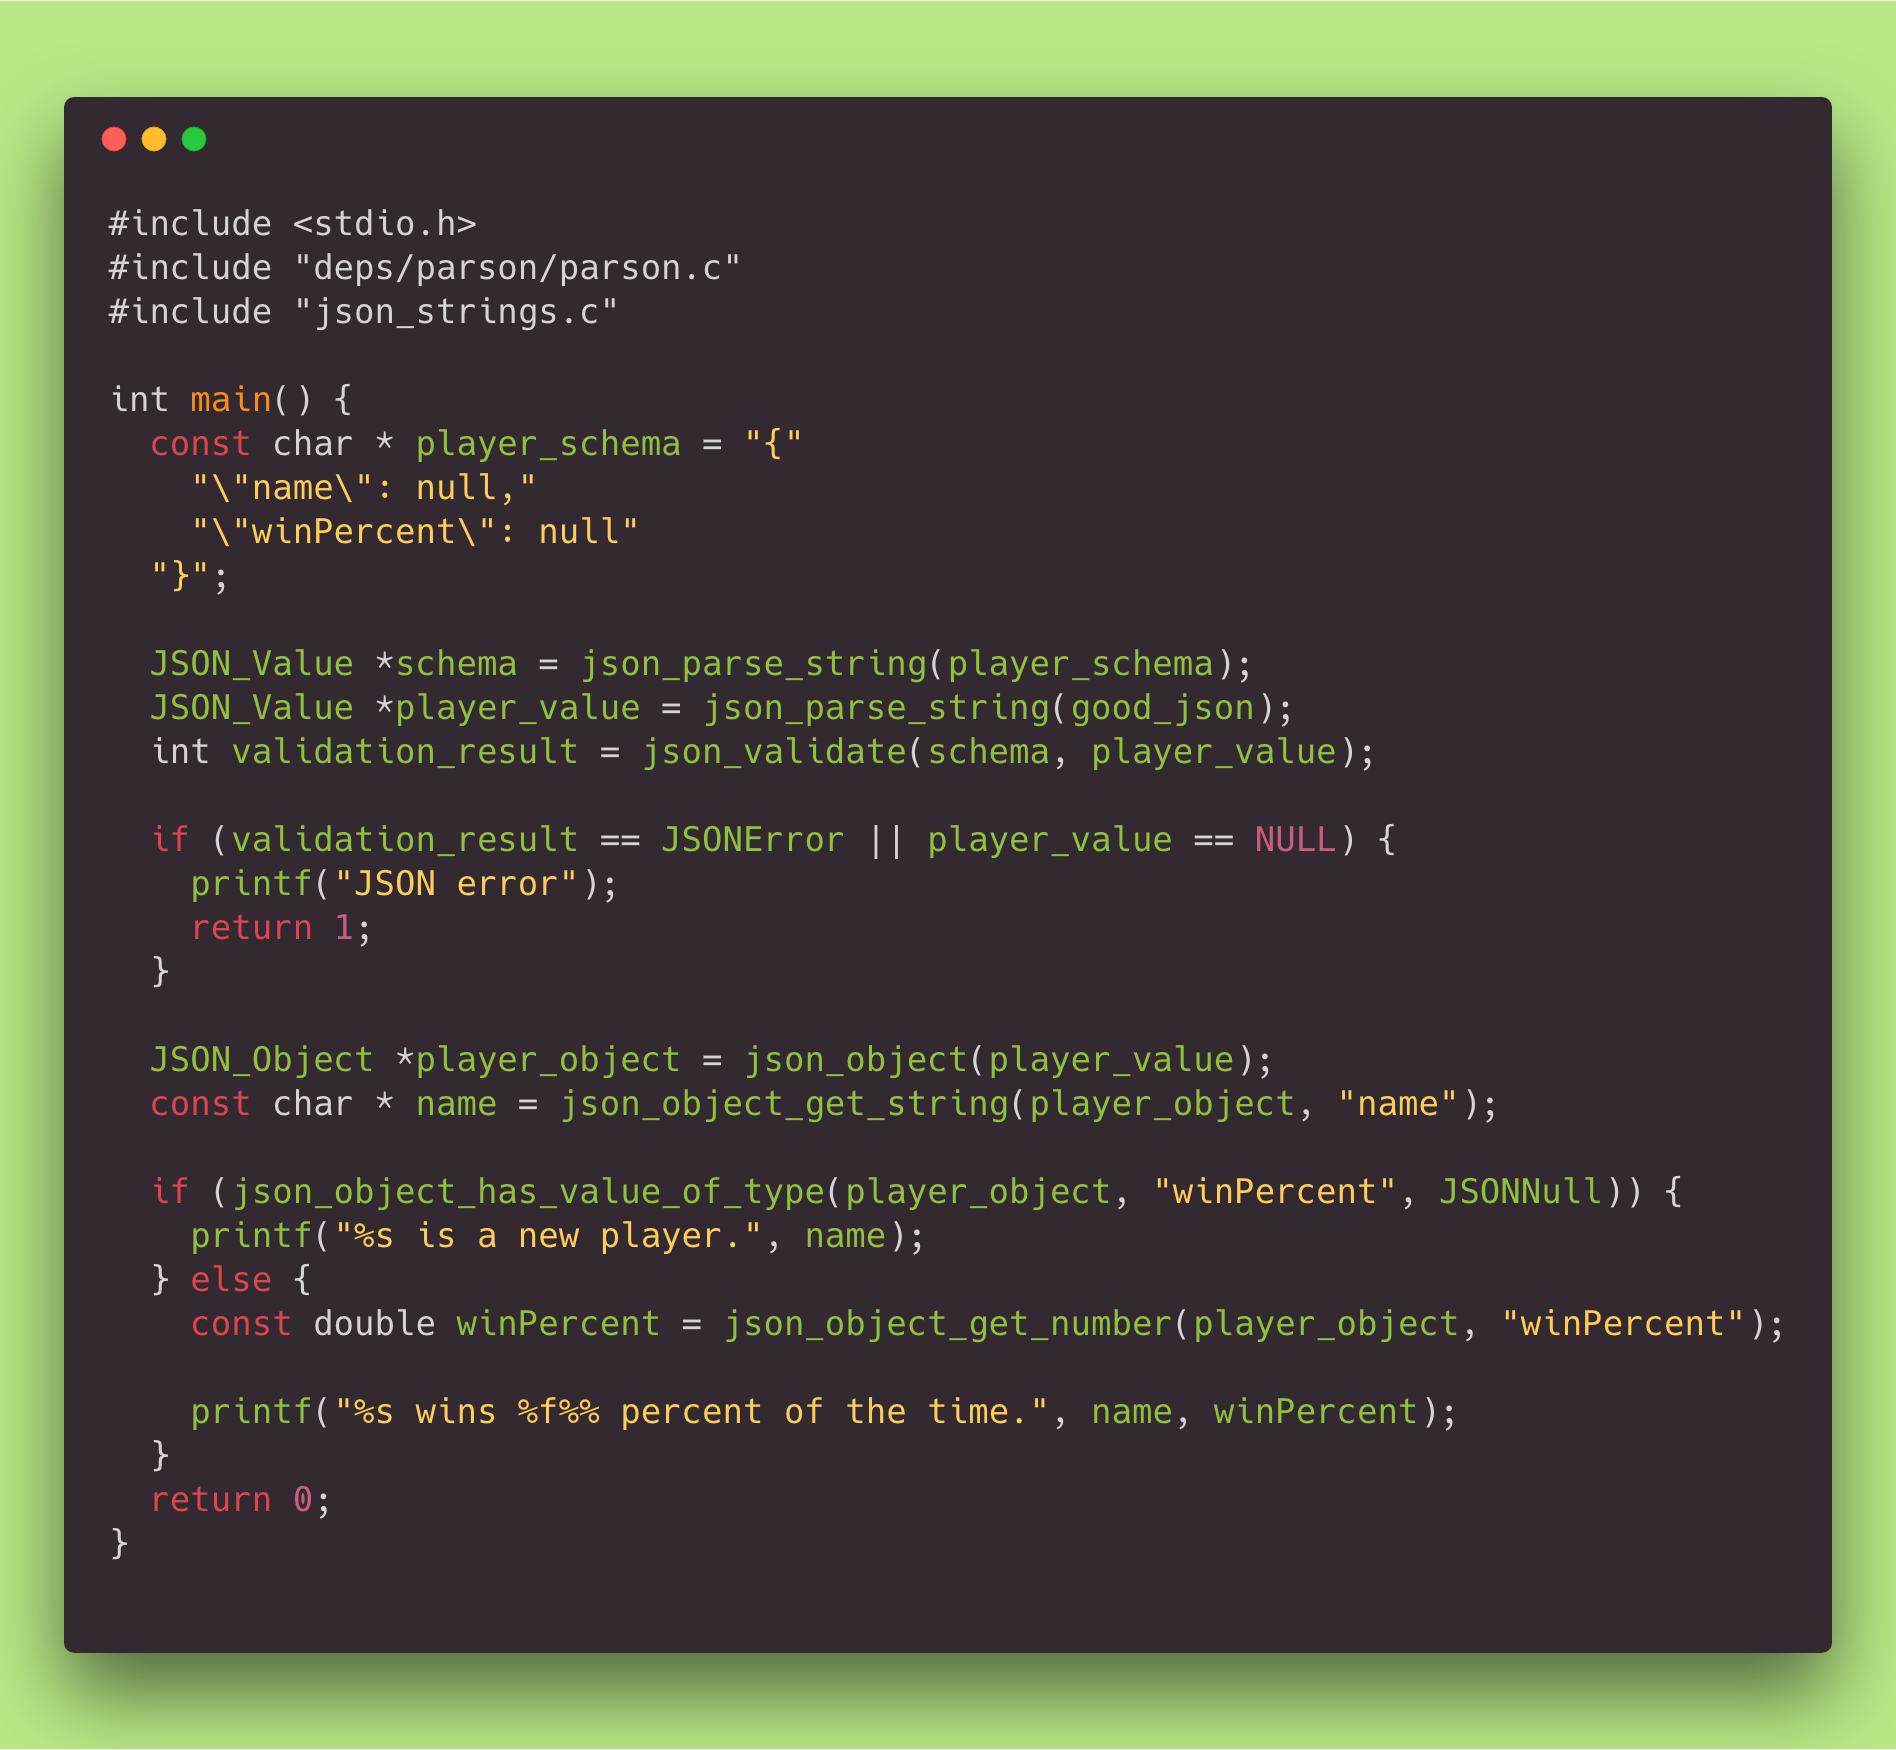 #include <stdio.h>
#include "deps/parson/parson.c"
#include "json_strings.c"

int main() {
  const char * player_schema = "{"
    "\"name\": null,"
    "\"winPercent\": null"
  "}";

  JSON_Value *schema = json_parse_string(player_schema);
  JSON_Value *player_value = json_parse_string(good_json);
  int validation_result = json_validate(schema, player_value);

  if (validation_result == JSONError || player_value == NULL) {
    printf("JSON error");
    return 1;
  }

  JSON_Object *player_object = json_object(player_value);
  const char * name = json_object_get_string(player_object, "name");

  if (json_object_has_value_of_type(player_object, "winPercent", JSONNull)) {
    printf("%s is a new player.", name);
  } else {
    const double winPercent = json_object_get_number(player_object, "winPercent");

    printf("%s wins %f%% percent of the time.", name, winPercent);
  }
  return 0;
}